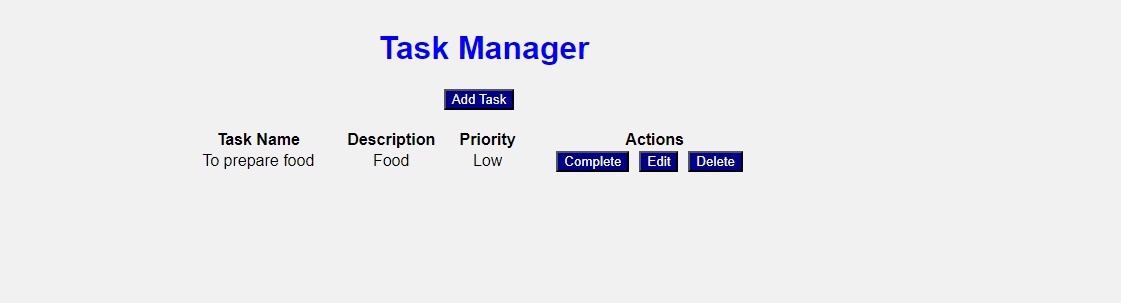 Task Manager
Add Task
Task Name Description Priority Actions
To prepare food Food Low Complete Edit Delete